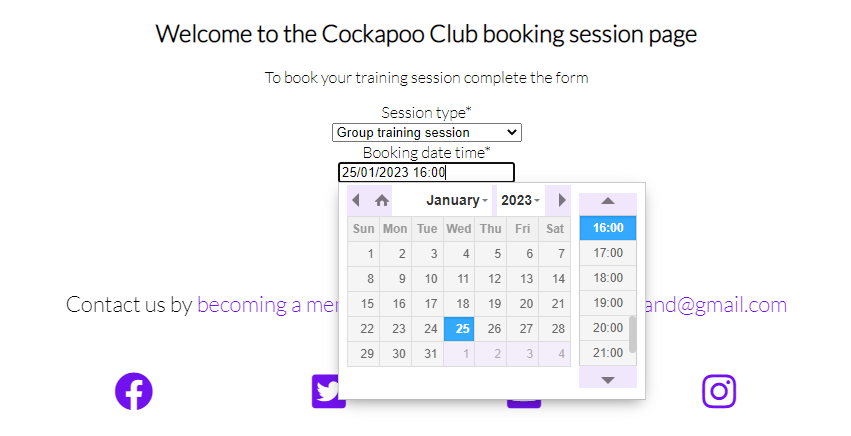 Welcome to the Cockapoo Club booking session page
To book your training session complete the form
Session type*
Group training session
Booking date time*
25/01/2023 16:00
January 2023
Sun Mon Tue Wed Thu Fri Sat
1 2 3 4 5 6 7
8 9 10 11 12 13 14
15 16 17 18 19 20 21
22 23 24 25 26 27 28
29 30 31 1 2 3 4
16:00
17:00
18:00
19:00
20:00
21:00
Contact us by becoming a and@gmail.com